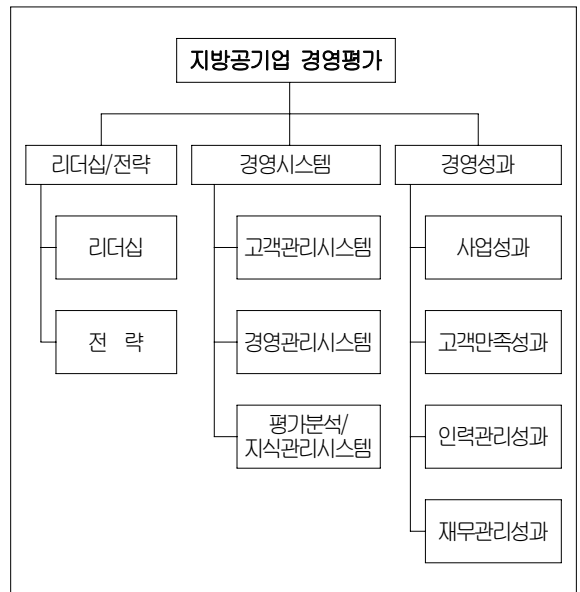 지방공기업 경영평가
리더십/전략
경영시스템
경영성과
리더십
고객관리시스템
사업성과
전 략
경영관리시스템
고객만족성과
평가분석/
지식관리시스템
인력관리성과
재무관리성과